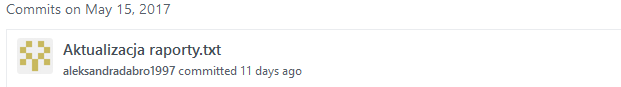 Commits on May 15, 2017
Aktualizacja raporty.txt
aleksandradabro1997 committed 11 days ago